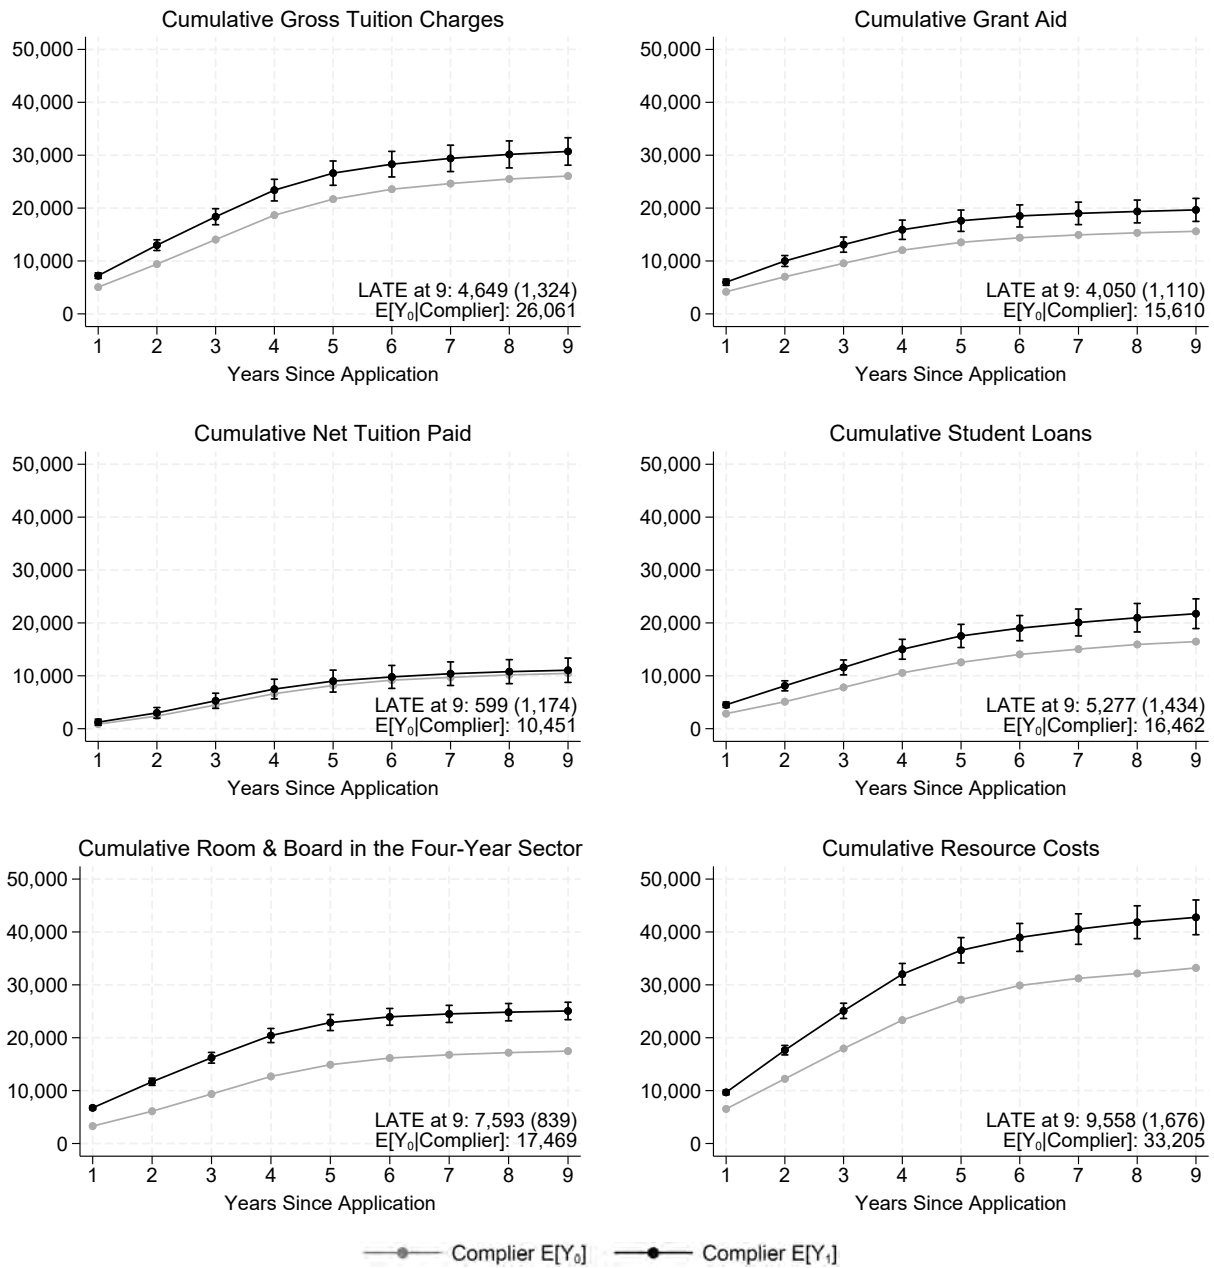 Cumulative Gross Tuition Charges
50,000
40,000
30,000
20,000
10,000
0
LATE at 9: 4,649 (1,324)
E[Y₀|Complier]: 26,061
1 2 3 4 5 6 7 8 9
Years Since Application
Cumulative Grant Aid
50,000
40,000
30,000
20,000
10,000
0
LATE at 9: 4,050 (1,110)
E[Y₀|Complier]: 15,610
1 2 3 4 5 6 7 8 9
Years Since Application
Cumulative Net Tuition Paid
50,000
40,000
30,000
20,000
10,000
0
LATE at 9: 599 (1,174)
E[Y₀|Complier]: 10,451
1 2 3 4 5 6 7 8 9
Years Since Application
Cumulative Student Loans
50,000
40,000
30,000
20,000
10,000
0
LATE at 9: 5,277 (1,434)
E[Y₀|Complier]: 16,462
1 2 3 4 5 6 7 8 9
Years Since Application
Cumulative Room & Board in the Four-Year Sector
50,000
40,000
30,000
20,000
10,000
0
LATE at 9: 7,593 (839)
E[Y₀|Complier]: 17,469
1 2 3 4 5 6 7 8 9
Years Since Application
Cumulative Resource Costs
50,000
40,000
30,000
20,000
10,000
0
LATE at 9: 9,558 (1,676)
E[Y₀|Complier]: 33,205
1 2 3 4 5 6 7 8 9
Years Since Application
Complier E[Y₀] Complier E[Y₁]